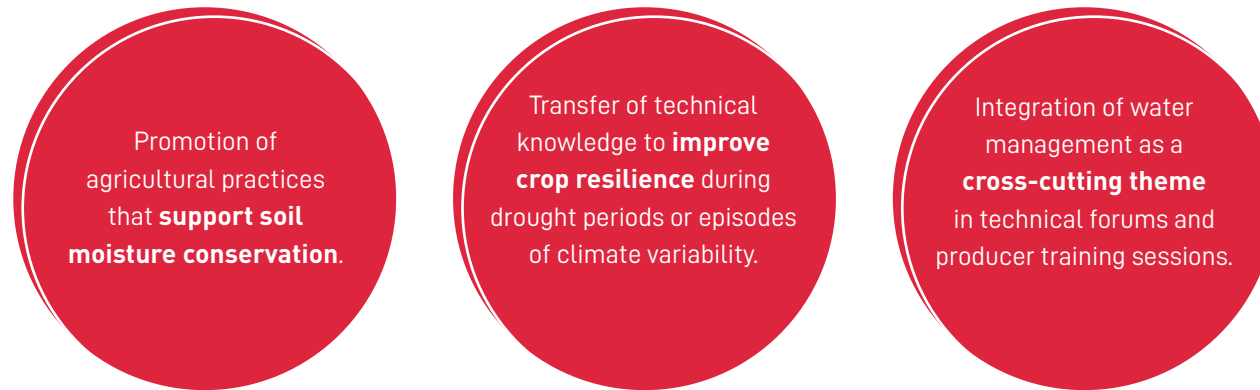 Promotion of
agricultural practices
that support soil
moisture conservation.
Transfer of technical
knowledge to improve
crop resilience during
drought periods or episodes
of climate variability.
Integration of water
management as a
cross-cutting theme
in technical forums and
producer training sessions.